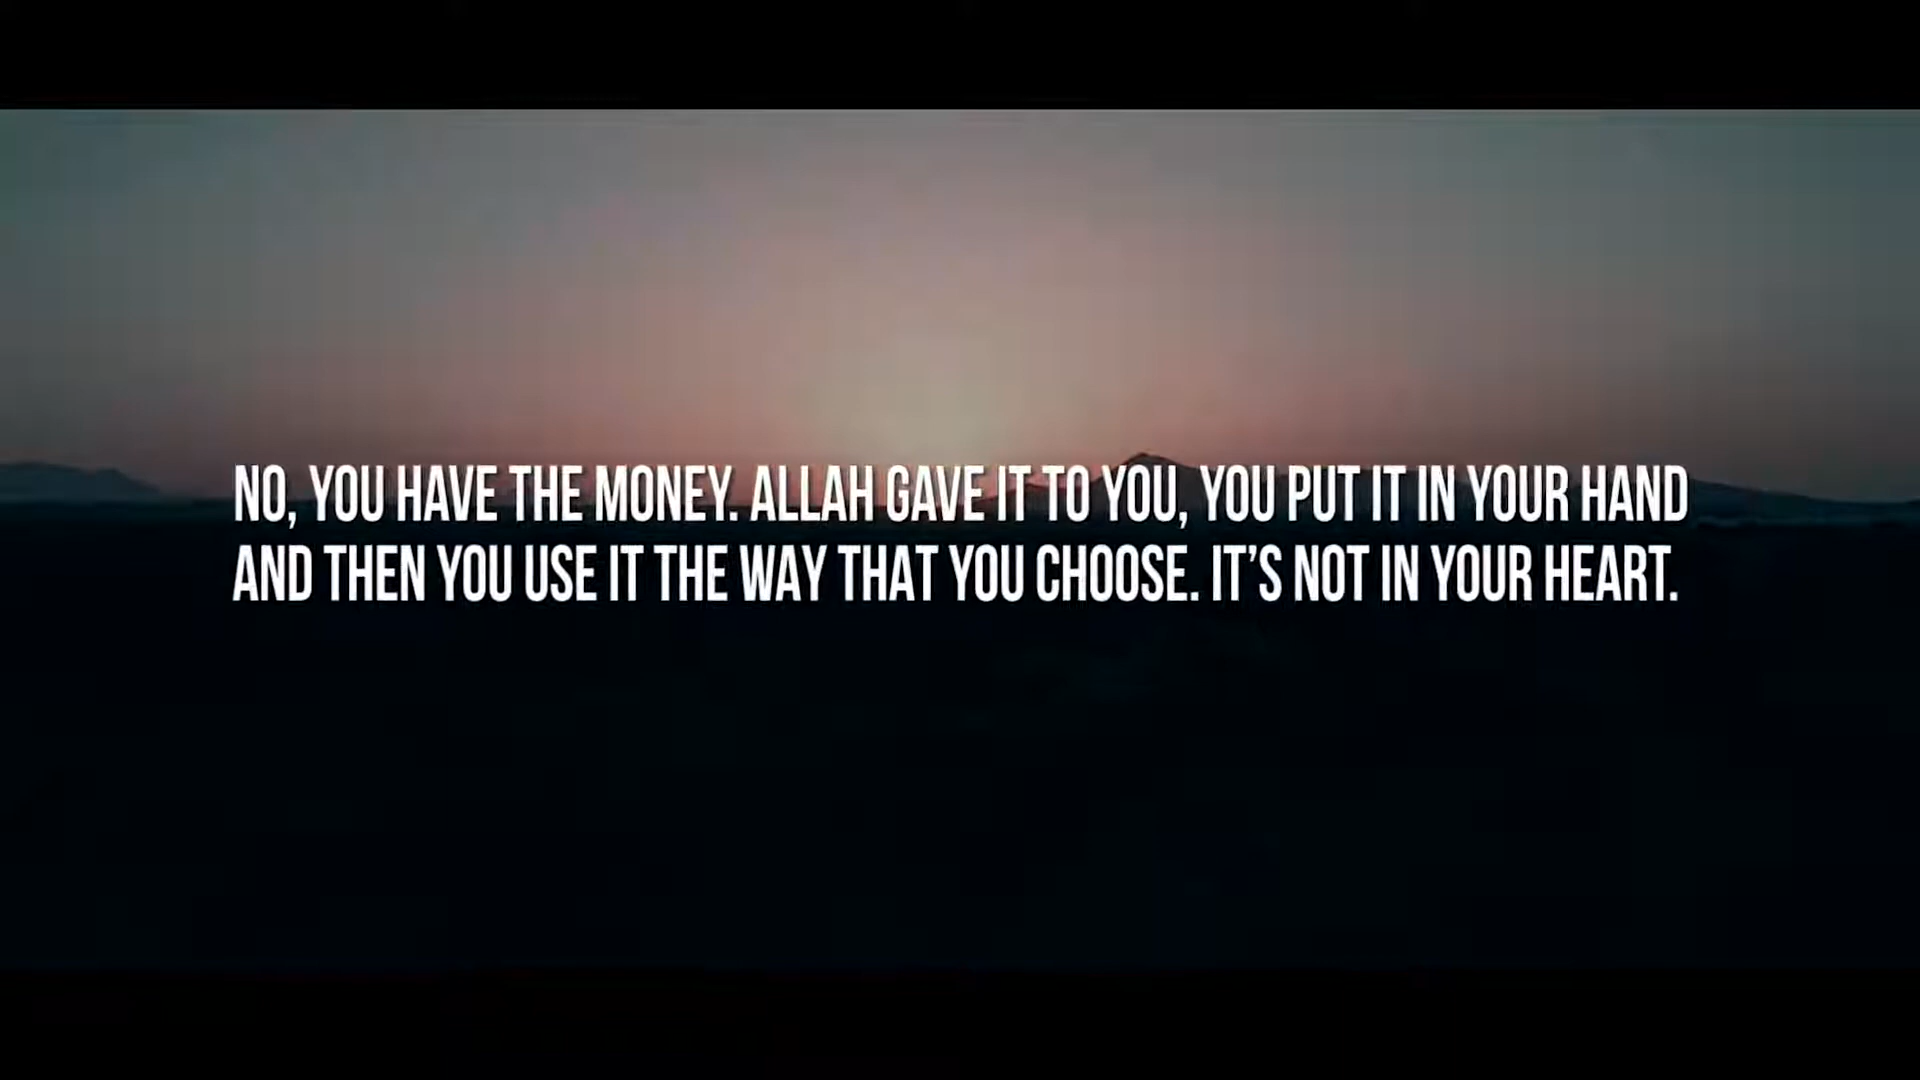 NO, YOU HAVE THE MONEY. ALLAH GAVE IT TO YOU, YOU PUT IT IN YOUR HAND
AND THEN YOU USE IT THE WAY THAT YOU CHOOSE. IT’S NOT IN YOUR HEART.